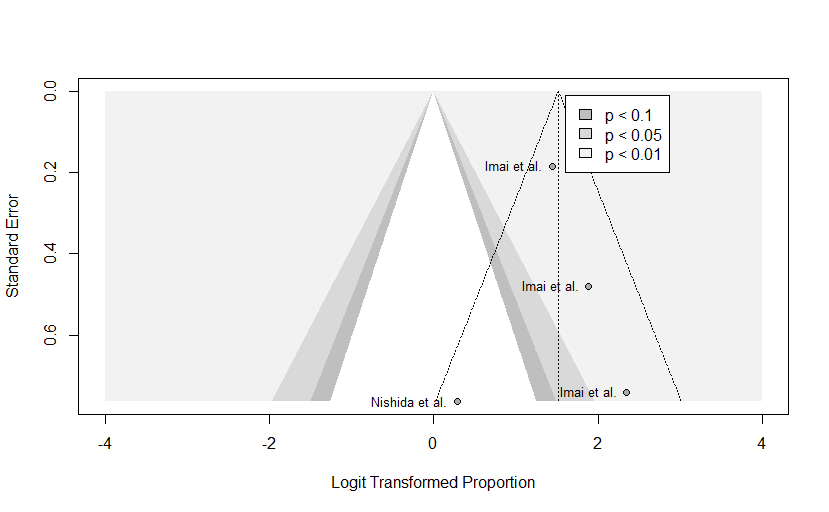 0.0
0.2
0.4
0.6
Standard Error
p < 0.1
p < 0.05
p < 0.01
Imai et al.
Imai et al.
Imai et al.
Nishida et al.
-4
-2
0
2
4
Logit Transformed Proportion